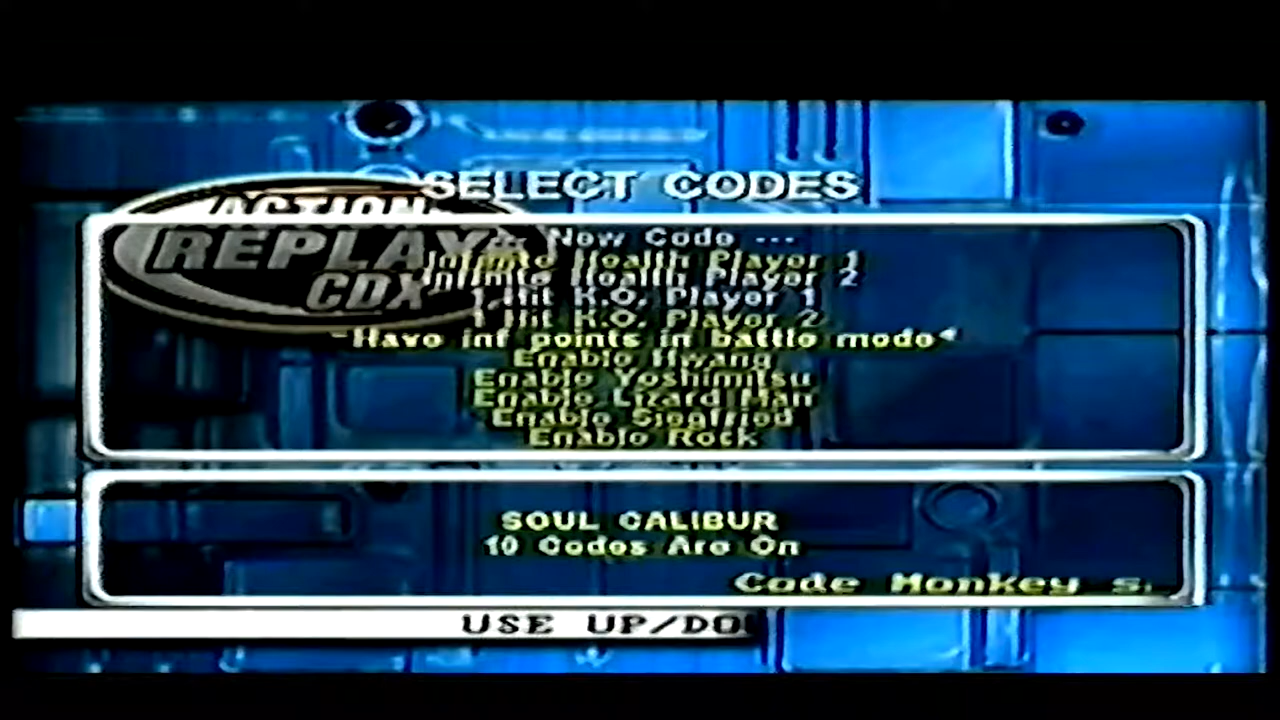 SELECT CODES
ACTION
REPLAY
CDX
--- New Code ---
Infinite Health Player 1
Infinite Health Player 2
1 Hit K.O. Player 1
1 Hit K.O. Player 2
*Have inf points in battle mode*
Enable Hwang
Enable Yoshimitsu
Enable Lizard Man
Enable Siegfried
Enable Rock
SOUL CALIBUR
10 Codes Are On
Code Monkey s
USE UP/DO